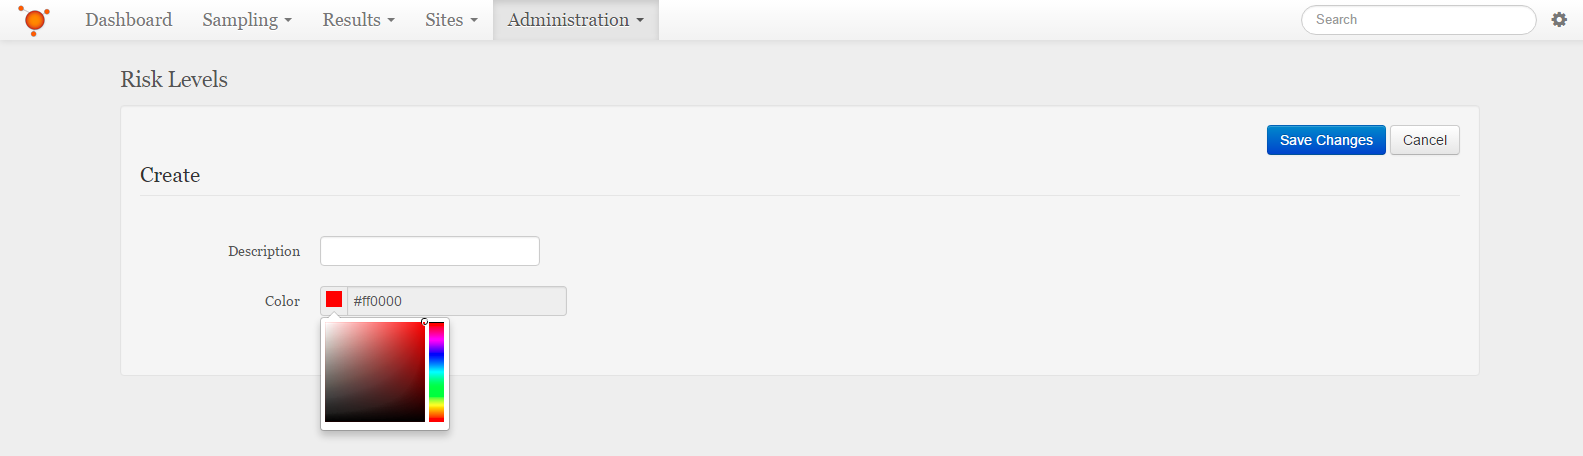 Dashboard Sampling Results Sites Administration Search
Risk Levels
Save Changes Cancel
Create
Description
Color #ff0000